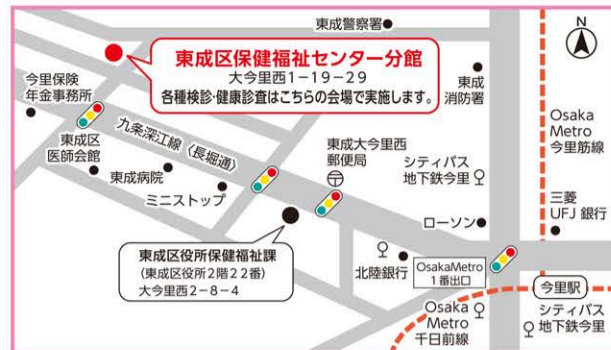 東成警察署
N
東成区保健福祉センター分館
大今里西1−19−29
各種検診・健康診査はこちらの会場で実施します。
今里保険
年金事務所
東成
消防署
Osaka
Metro
今里筋線
東成区
医師会館
九条深江線〈長堀通〉
東成大今里西
郵便局
シティバス
地下鉄今里
東成病院
ミニストップ
三菱
UFJ 銀行
ローソン
東成区役所保健福祉課
(東成区役所2階22番)
大今里西2−8−4
北陸銀行
OsakaMetro
1番出口
今里駅
Osaka
Metro
千日前線
シティバス
地下鉄今里